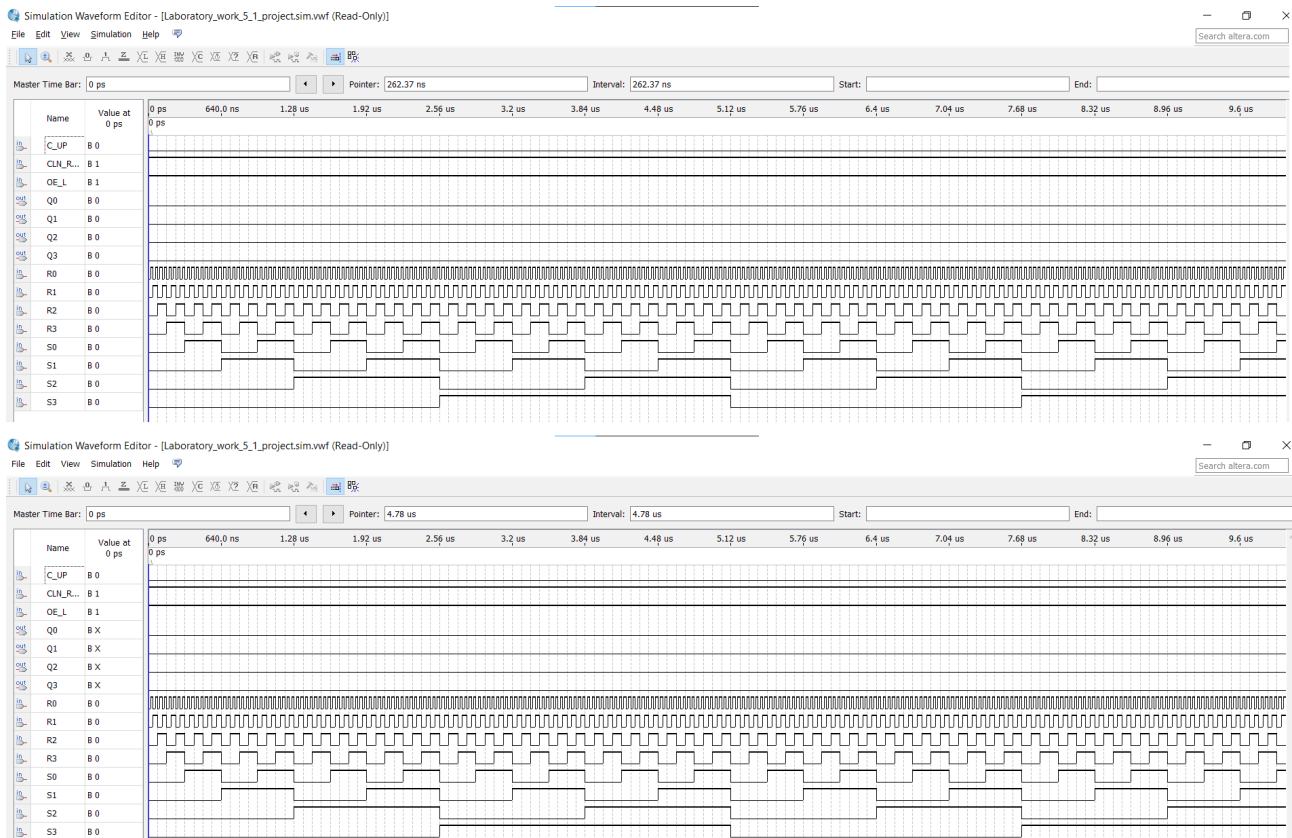 Simulation Waveform Editor - [Laboratory_work_5_1_project.sim.vwf (Read-Only)]
File Edit View Simulation Help
Search altera.com
Master Time Bar: 0 ps Pointer: 262.37 ns Interval: 262.37 ns Start: End:
Name Value at 0 ps
0 ps 640.0 ns 1.28 us 1.92 us 2.56 us 3.2 us 3.84 us 4.48 us 5.12 us 5.76 us 6.4 us 7.04 us 7.68 us 8.32 us 8.96 us 9.6 us
0 ps
C_UP B 0
CLN_R... B 1
OE_L B 1
Q0 B 0
Q1 B 0
Q2 B 0
Q3 B 0
R0 B 0
R1 B 0
R2 B 0
R3 B 0
S0 B 0
S1 B 0
S2 B 0
S3 B 0
Simulation Waveform Editor - [Laboratory_work_5_1_project.sim.vwf (Read-Only)]
File Edit View Simulation Help
Search altera.com
Master Time Bar: 0 ps Pointer: 4.78 us Interval: 4.78 us Start: End:
Name Value at 0 ps
0 ps 640.0 ns 1.28 us 1.92 us 2.56 us 3.2 us 3.84 us 4.48 us 5.12 us 5.76 us 6.4 us 7.04 us 7.68 us 8.32 us 8.96 us 9.6 us
0 ps
C_UP B 0
CLN_R... B 1
OE_L B 1
Q0 B X
Q1 B X
Q2 B X
Q3 B X
R0 B 0
R1 B 0
R2 B 0
R3 B 0
S0 B 0
S1 B 0
S2 B 0
S3 B 0